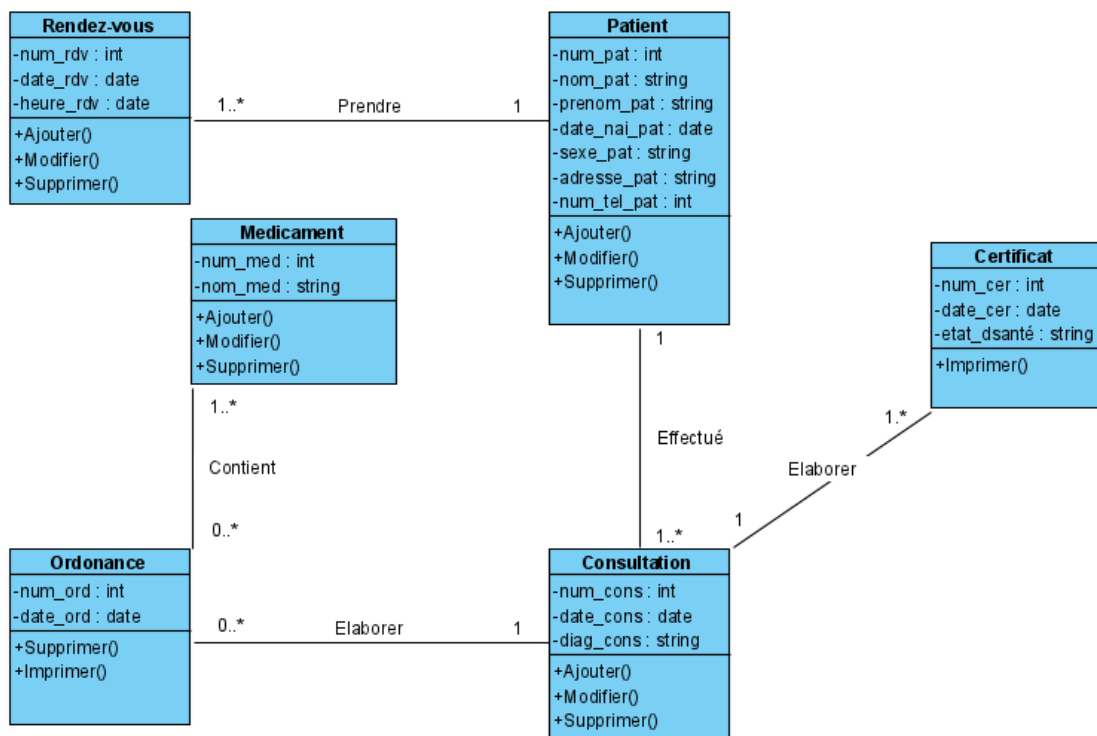 Rendez-vous
-num_rdv : int
-date_rdv : date
-heure_rdv : date
+Ajouter()
+Modifier()
+Supprimer()
1..*
Prendre
1
Patient
-num_pat : int
-nom_pat : string
-prenom_pat : string
-date_nai_pat : date
-sexe_pat : string
-adresse_pat : string
-num_tel_pat : int
+Ajouter()
+Modifier()
+Supprimer()
Medicament
-num_med : int
-nom_med : string
+Ajouter()
+Modifier()
+Supprimer()
Certificat
-num_cer : int
-date_cer : date
-etat_dsanté : string
+Imprimer()
1..*
Contient
0..*
1
Effectué
1..*
1..*
Elaborer
1
Ordonance
-num_ord : int
-date_ord : date
+Supprimer()
+Imprimer()
0..*
Elaborer
1
Consultation
-num_cons : int
-date_cons : date
-diag_cons : string
+Ajouter()
+Modifier()
+Supprimer()